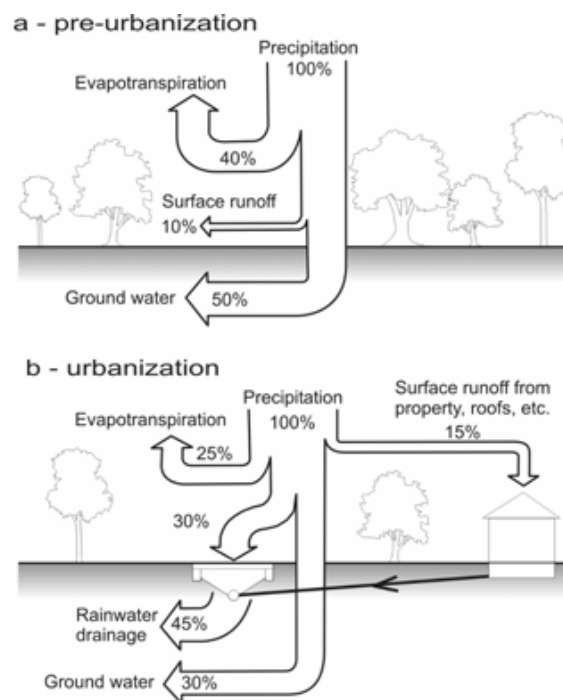 a - pre-urbanization
Precipitation
100%
Evapotranspiration
40%
Surface runoff
10%
Ground water
50%
b - urbanization
Surface runoff from
property, roofs, etc.
15%
Precipitation
100%
Evapotranspiration
25%
30%
Rainwater
drainage
45%
Ground water
30%